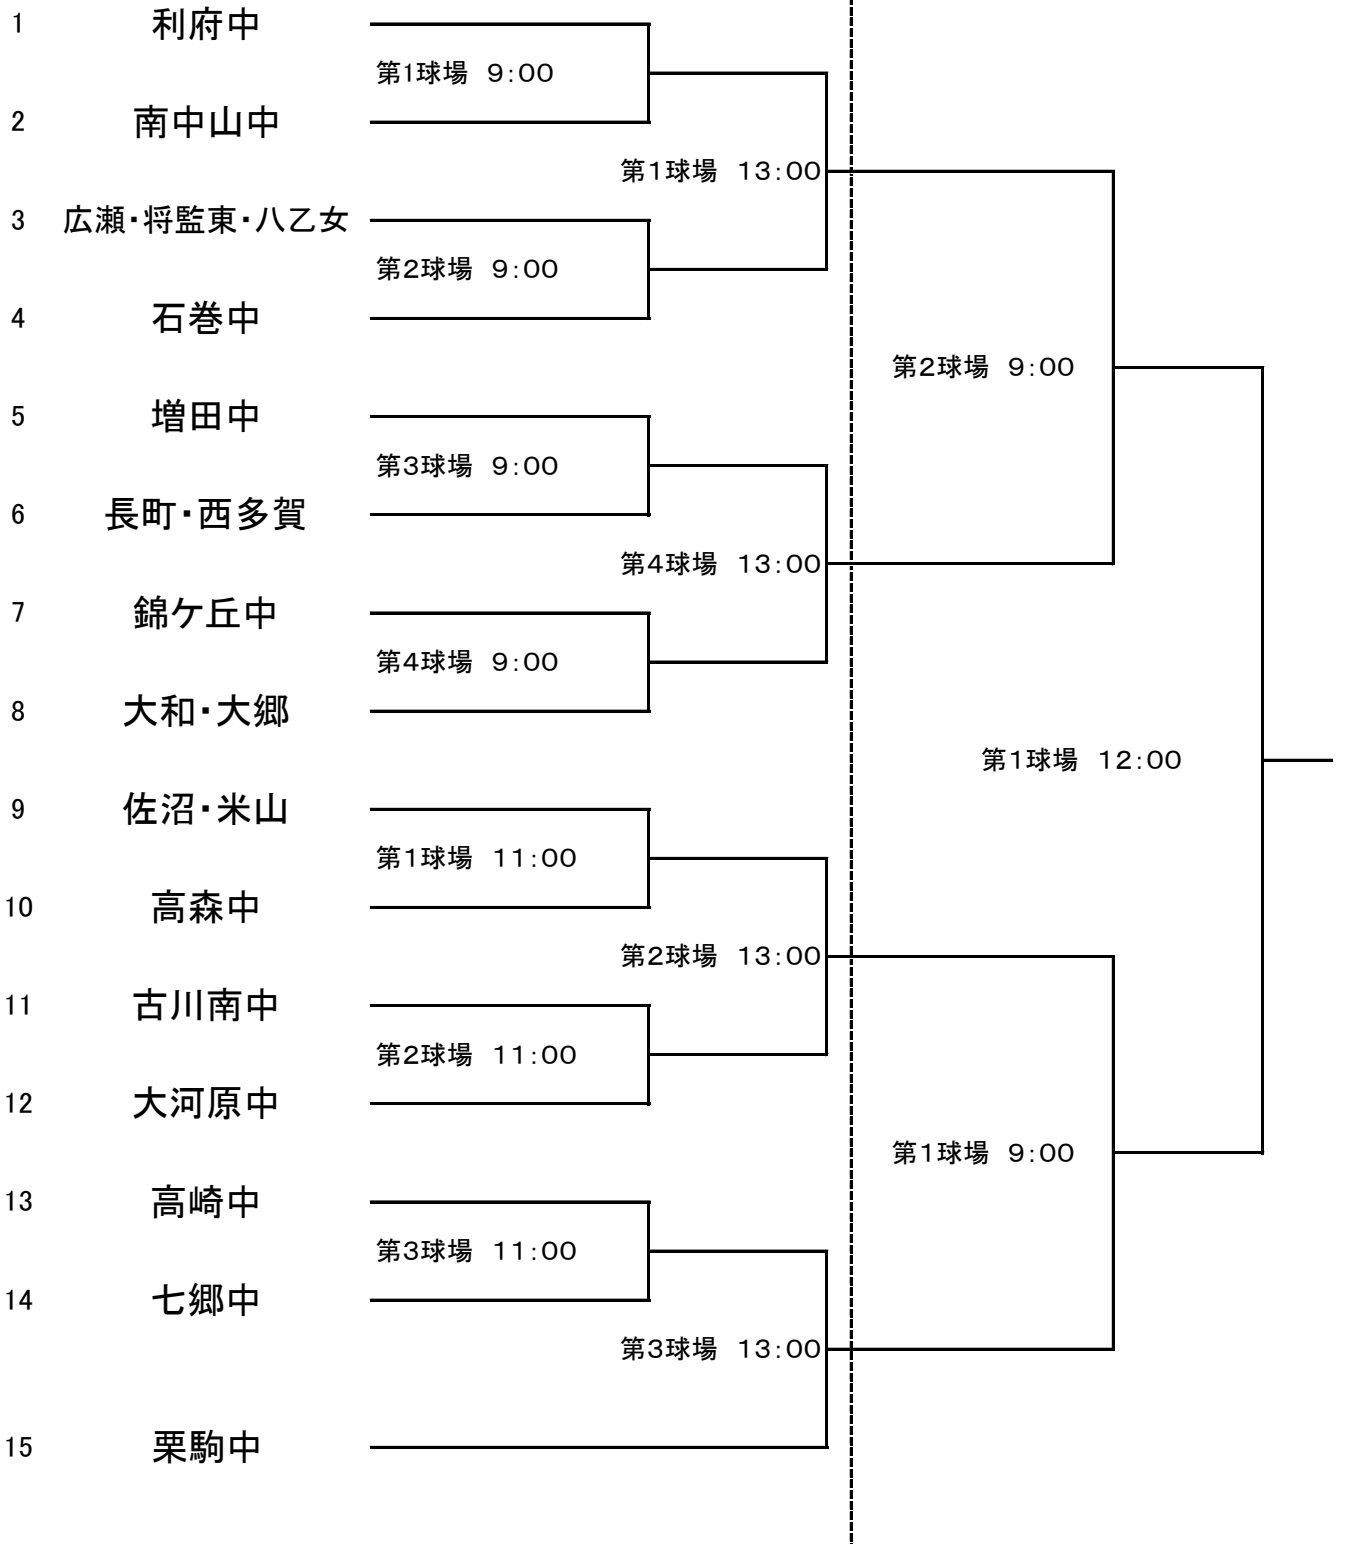 1 利府中
第1球場 9:00
2 南中山中
第1球場 13:00
3 広瀬・将監東・八乙女
第2球場 9:00
4 石巻中
第2球場 9:00
5 増田中
第3球場 9:00
6 長町・西多賀
第4球場 13:00
7 錦ケ丘中
第4球場 9:00
8 大和・大郷
第1球場 12:00
9 佐沼・米山
第1球場 11:00
10 高森中
第2球場 13:00
11 古川南中
第2球場 11:00
12 大河原中
第1球場 9:00
13 高崎中
第3球場 11:00
14 七郷中
第3球場 13:00
15 栗駒中